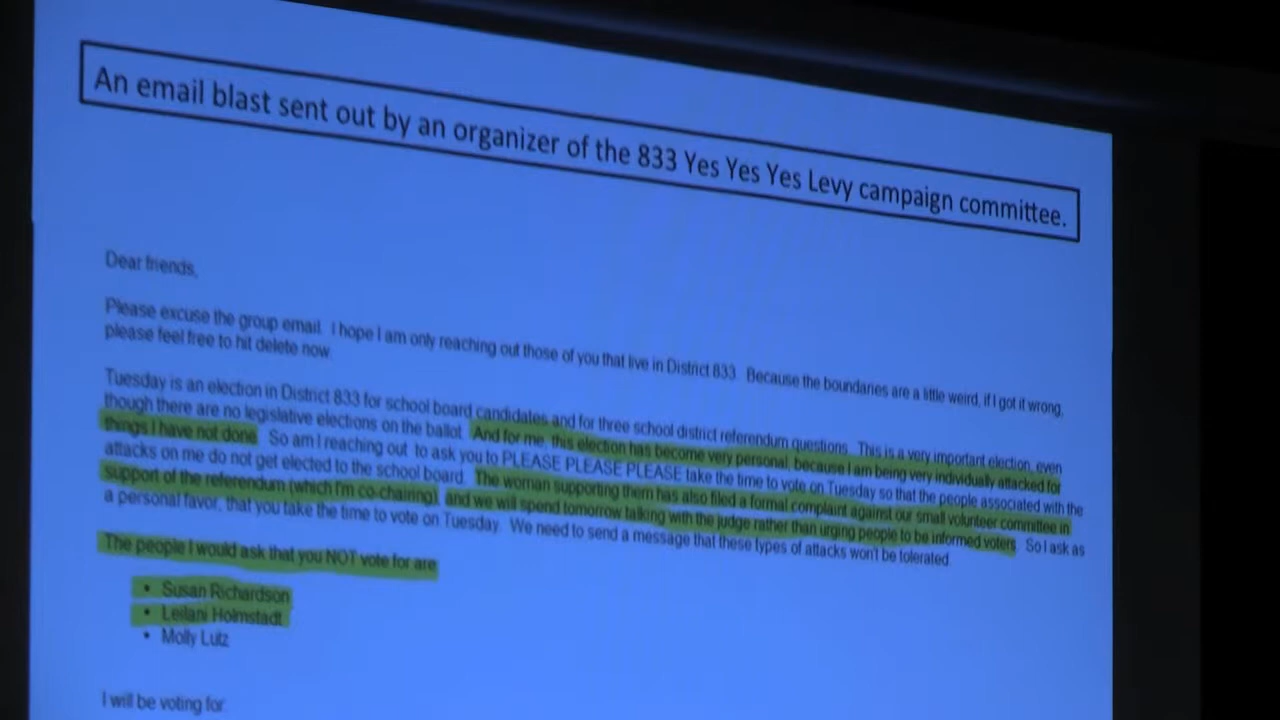 An email blast sent out by an organizer of the 833 Yes Yes Yes Levy campaign committee.
Dear friends,
Please excuse the group email. I hope I am only reaching out those of you that live in District 833. Because the boundaries are a little weird, if I got it wrong,
please feel free to hit delete now.
Tuesday is an election in District 833 for school board candidates and for three school district referendum questions. This is a very important election, even
though there are no legislative elections on the ballot. And for me, this election has become very personal, because I am being very individually attacked for
things I have not done. So am I reaching out to ask you to PLEASE PLEASE PLEASE take the time to vote on Tuesday so that the people associated with the
attacks on me do not get elected to the school board. The woman supporting them has also filed a formal complaint against our small volunteer committee in
support of the referendum (which I'm co-chairing), and we will spend tomorrow talking with the judge rather than urging people to be informed voters. So I ask as
a personal favor, that you take the time to vote on Tuesday. We need to send a message that these types of attacks won't be tolerated.
The people I would ask that you NOT vote for are
• Susan Richardson
• Leilani Holmstadt
• Molly Lutz
I will be voting for